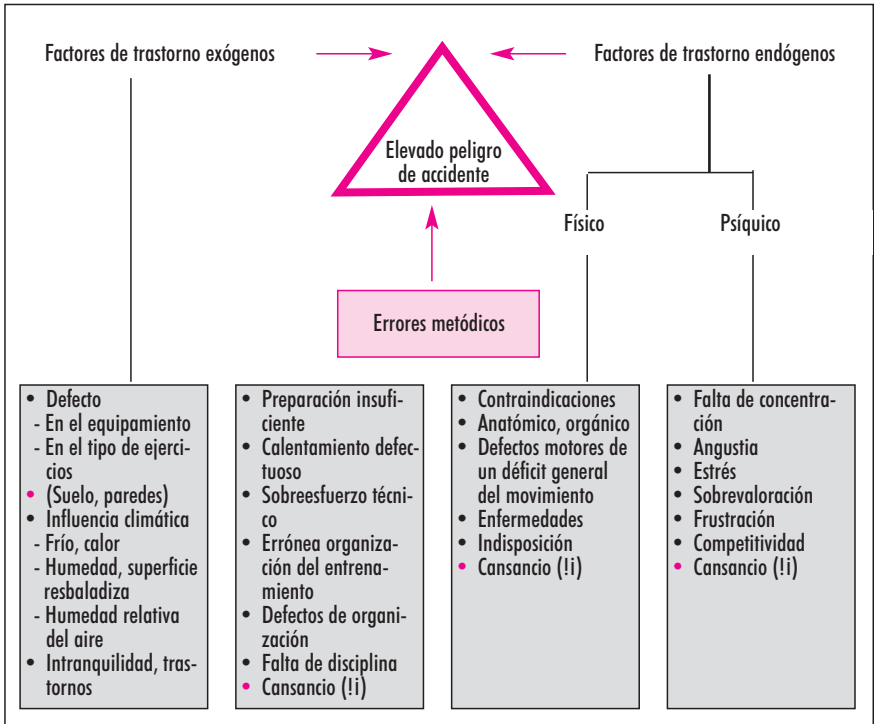 Factores de trastorno exógenos
Factores de trastorno endógenos
Elevado peligro
de accidente
Físico
Psíquico
Errores metódicos
• Defecto
- En el equipamiento
- En el tipo de ejerci-
cios
• (Suelo, paredes)
• Influencia climática
- Frío, calor
- Humedad, superficie
resbaladiza
- Humedad relativa
del aire
• Intranquilidad, tras-
tornos
• Preparación insufi-
ciente
• Calentamiento defec-
tuoso
• Sobreesfuerzo técni-
co
• Errónea organiza-
ción del entrena-
miento
• Defectos de organi-
zación
• Falta de disciplina
• Cansancio (!i)
• Contraindicaciones
• Anatómico, orgánico
• Defectos motores de
un déficit general
del movimiento
• Enfermedades
• Indisposición
• Cansancio (!i)
• Falta de concentra-
ción
• Angustia
• Estrés
• Sobrevaloración
• Frustración
• Competitividad
• Cansancio (!i)